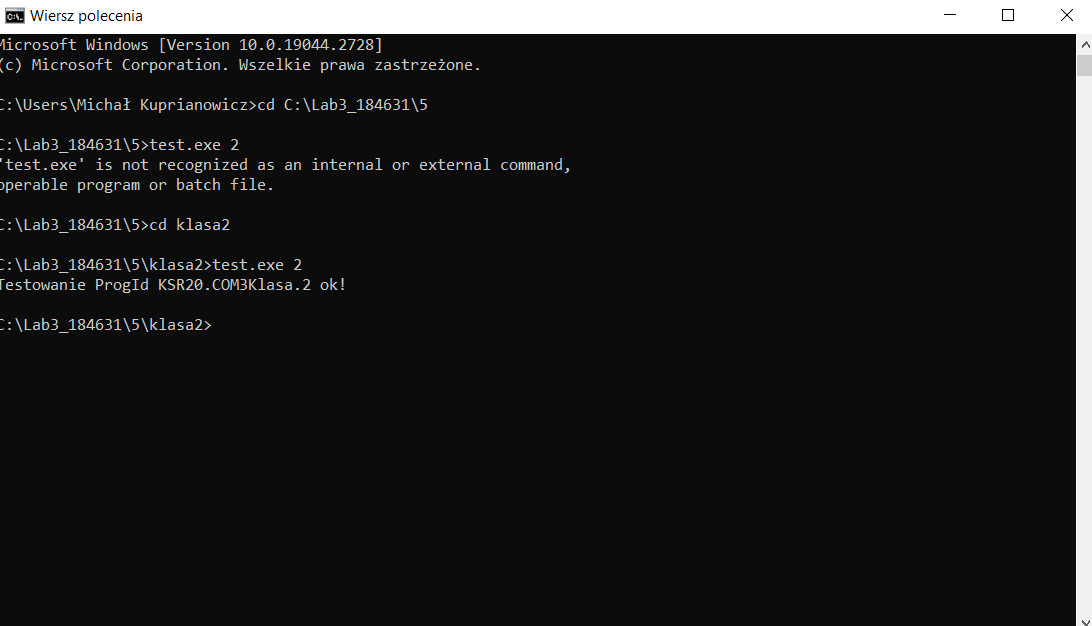 Wiersz polecenia
Microsoft Windows [Version 10.0.19044.2728]
(c) Microsoft Corporation. Wszelkie prawa zastrzeżone.
C:\Users\Michał Kuprianowicz>cd C:\Lab3_184631\5
C:\Lab3_184631\5>test.exe 2
'test.exe' is not recognized as an internal or external command,
operable program or batch file.
C:\Lab3_184631\5>cd klasa2
C:\Lab3_184631\5\klasa2>test.exe 2
Testowanie ProgId KSR20.COM3Klasa.2 ok!
C:\Lab3_184631\5\klasa2>